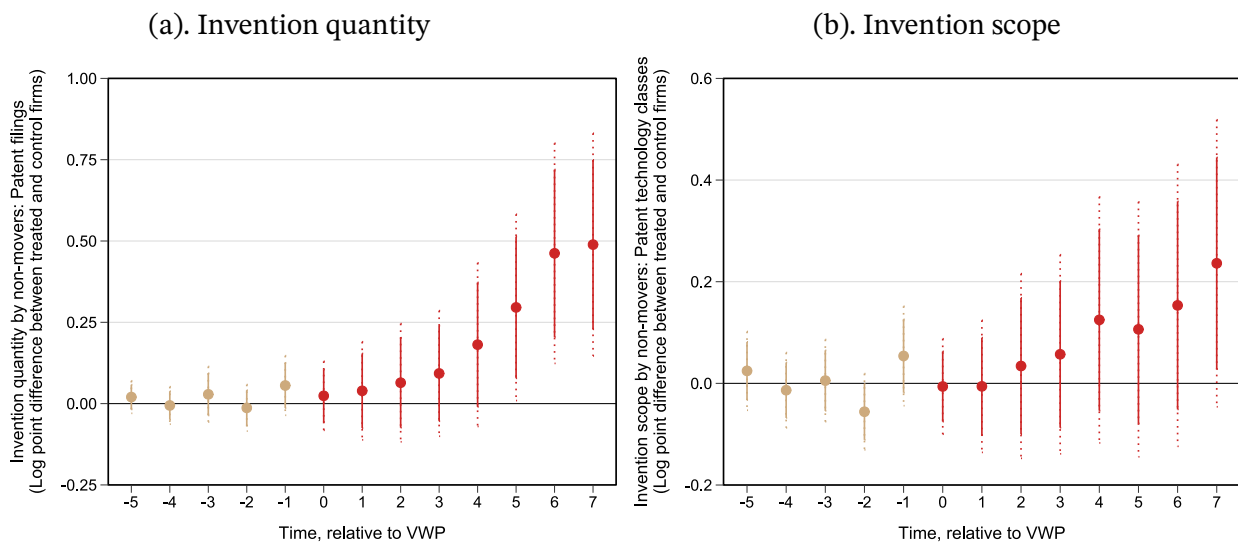 (a). Invention quantity
Invention quantity by non-movers: Patent filings
(Log point difference between treated and control firms)
1.00
0.75
0.50
0.25
0.00
-0.25
-5 -4 -3 -2 -1 0 1 2 3 4 5 6 7
Time, relative to VWP
(b). Invention scope
Invention scope by non-movers: Patent technology classes
(Log point difference between treated and control firms)
0.6
0.4
0.2
0.0
-0.2
-5 -4 -3 -2 -1 0 1 2 3 4 5 6 7
Time, relative to VWP